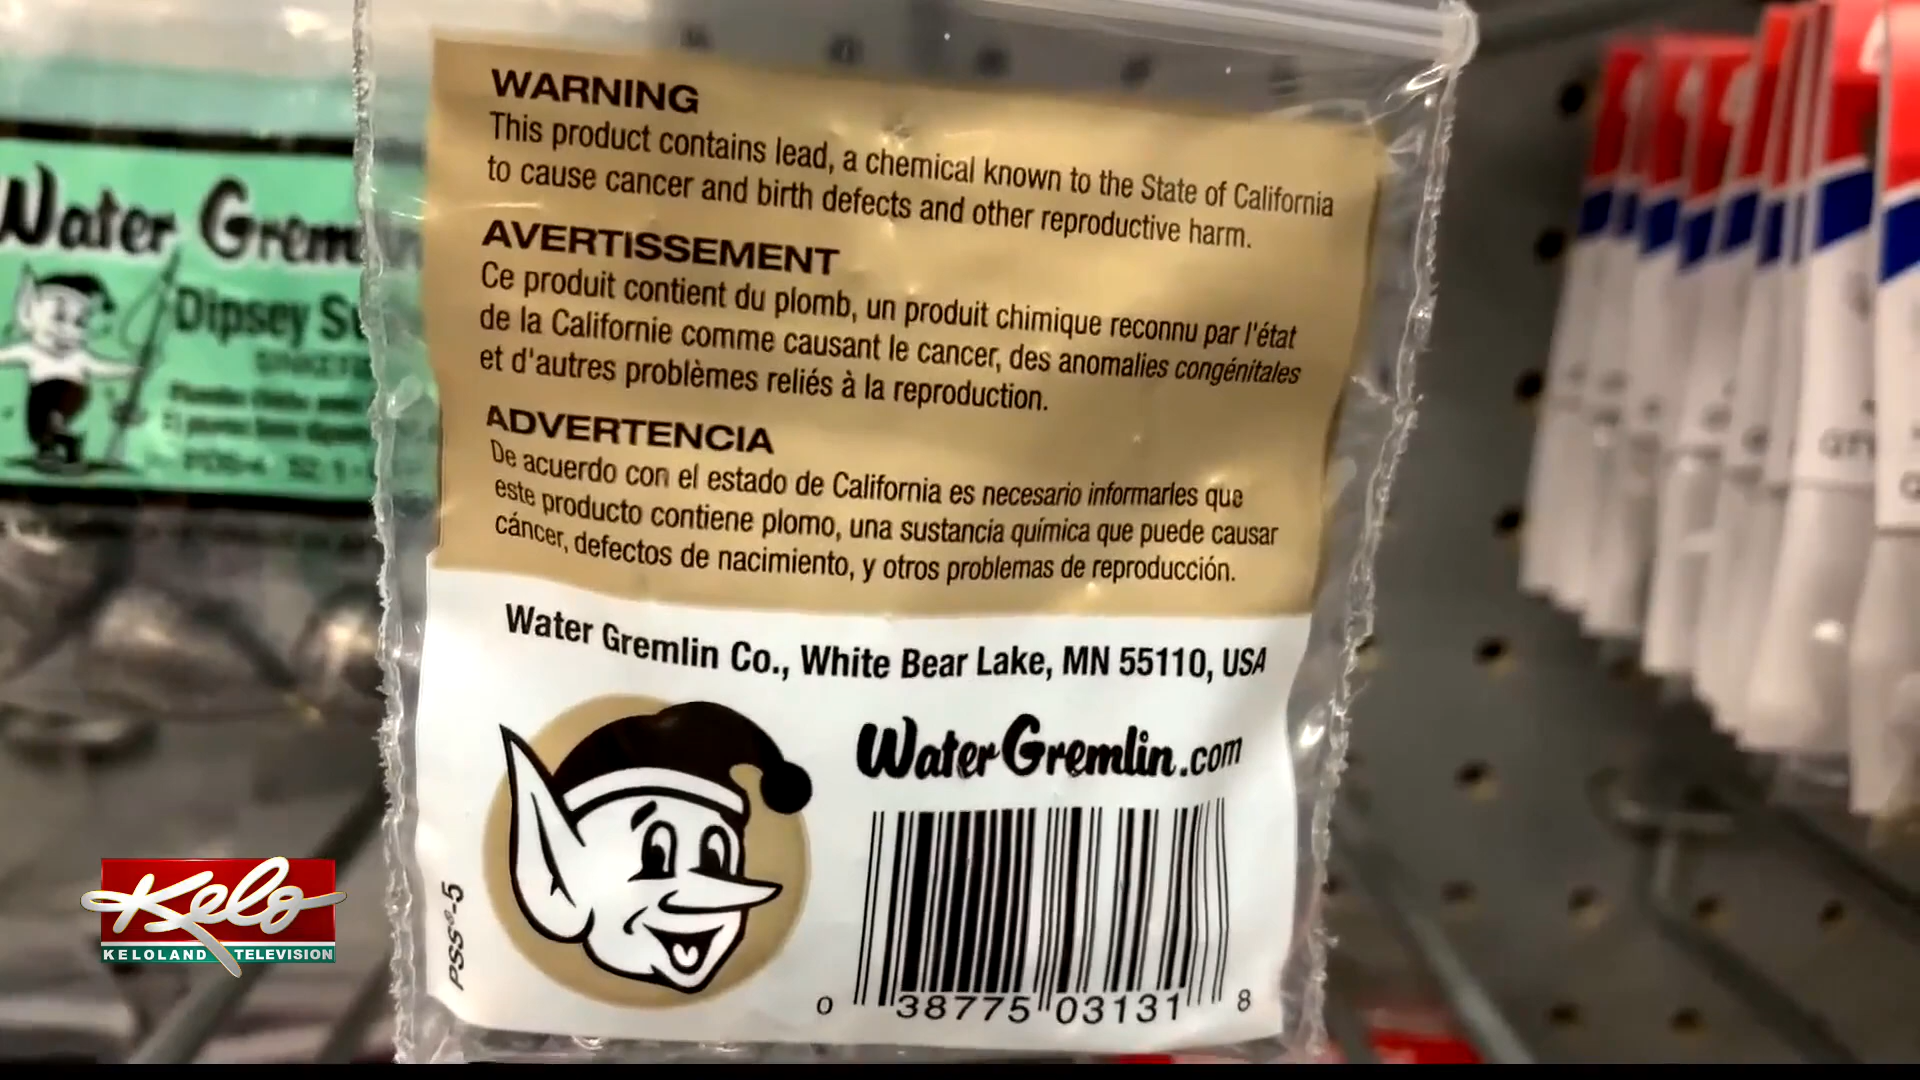 WARNING
This product contains lead, a chemical known to the State of California
to cause cancer and birth defects and other reproductive harm.
AVERTISSEMENT
Ce produit contient du plomb, un produit chimique reconnu par l'état
de la Californie comme causant le cancer, des anomalies congénitales
et d'autres problèmes reliés à la reproduction.
ADVERTENCIA
De acuerdo con el estado de California es necesario informarles que
este producto contiene plomo, una sustancia química que puede causar
cáncer, defectos de nacimiento, y otros problemas de reproducción.
Water Gremlin Co., White Bear Lake, MN 55110, USA
WaterGremlin.com
PSS®-5
0 38775 03131 8
Water Gremlin
Dipsey
Kelo
KELOLAND TELEVISION